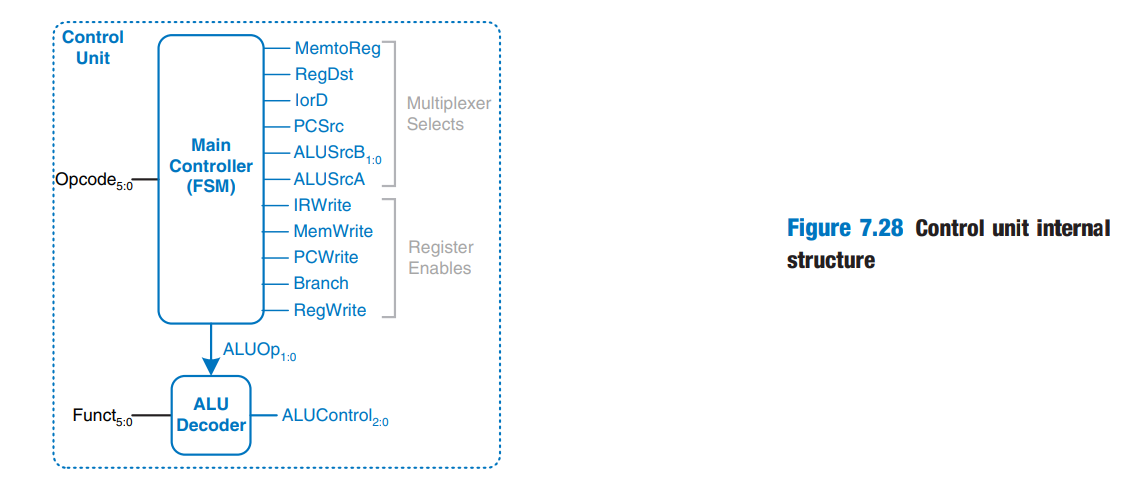 Control
Unit
Main
Controller
(FSM)
Opcode5:0
MemtoReg
RegDst
IorD
PCSrc
ALUSrcB1:0
ALUSrcA
Multiplexer
Selects
IRWrite
MemWrite
PCWrite
Branch
RegWrite
Register
Enables
ALUOp1:0
Funct5:0
ALU
Decoder
ALUControl2:0
Figure 7.28 Control unit internal
structure